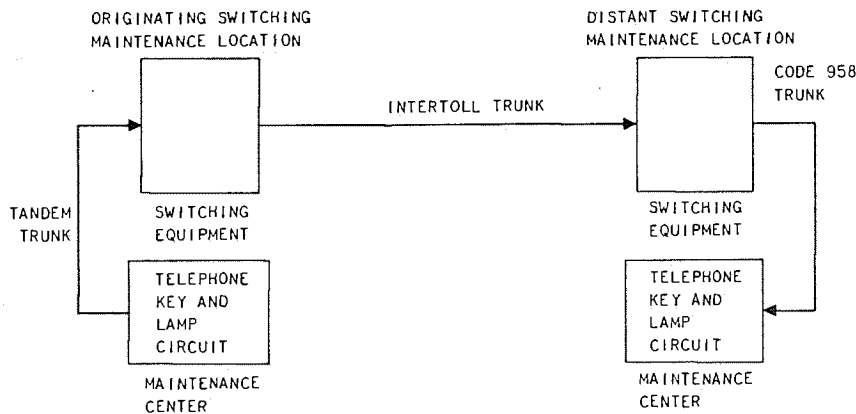 ORIGINATING SWITCHING
MAINTENANCE LOCATION
DISTANT SWITCHING
MAINTENANCE LOCATION
CODE 958
TRUNK
INTERTOLL TRUNK
TANDEM
TRUNK
SWITCHING
EQUIPMENT
SWITCHING
EQUIPMENT
TELEPHONE
KEY AND
LAMP
CIRCUIT
TELEPHONE
KEY AND
LAMP
CIRCUIT
MAINTENANCE
CENTER
MAINTENANCE
CENTER